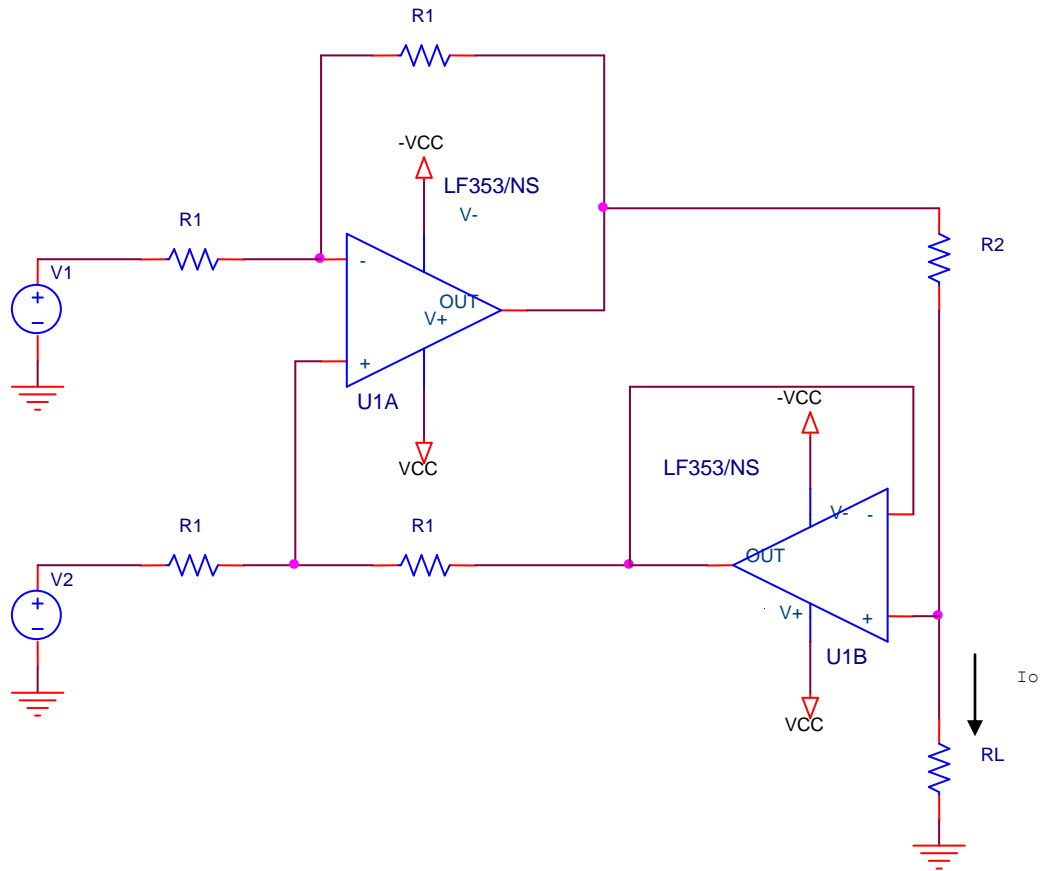 R1
-VCC
LF353/NS
V-
R1
R2
V1
-
+
−
OUT
V+
+
U1A
VCC
-VCC
LF353/NS
V-
-
R1
R1
OUT
V2
+
−
V+
+
U1B
Io
VCC
RL